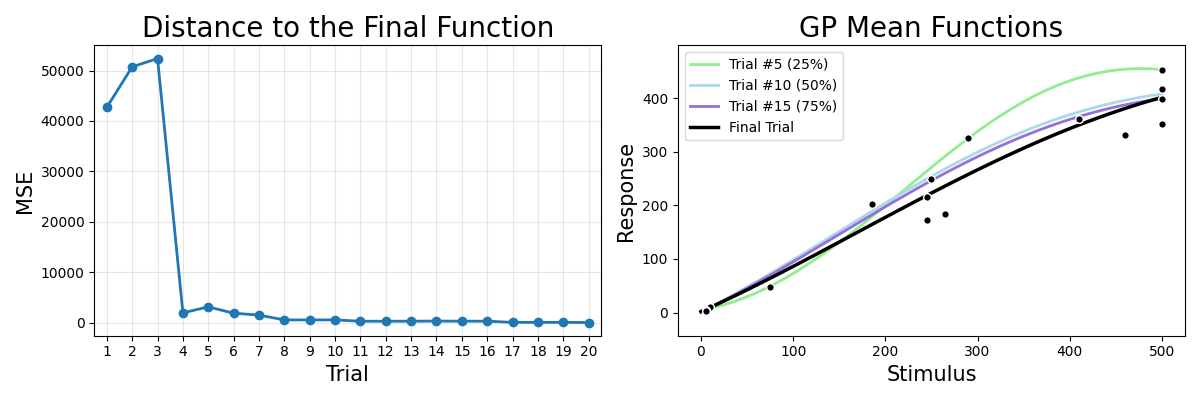 Distance to the Final Function
MSE
50000
40000
30000
20000
10000
0
1 2 3 4 5 6 7 8 9 10 11 12 13 14 15 16 17 18 19 20
Trial
GP Mean Functions
Trial #5 (25%)
Trial #10 (50%)
Trial #15 (75%)
Final Trial
Response
400
300
200
100
0
0 100 200 300 400 500
Stimulus